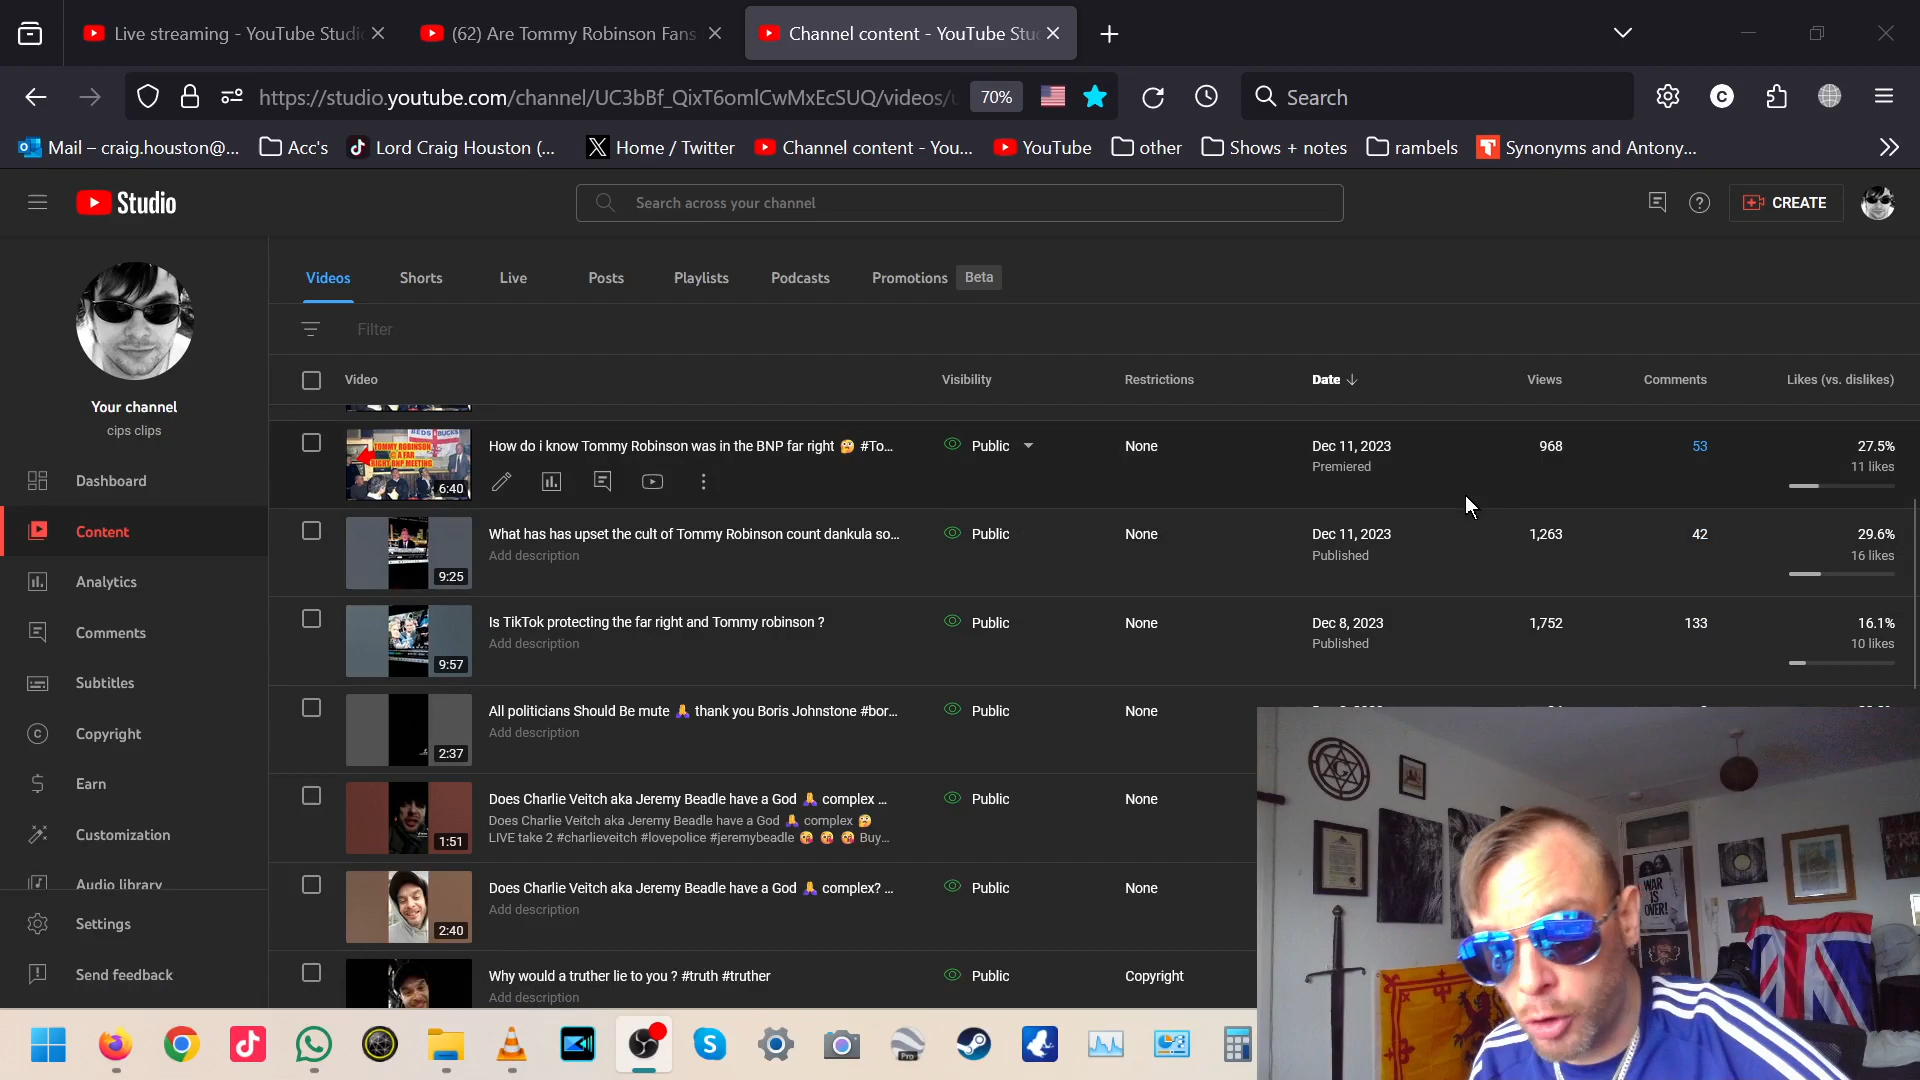 Live streaming - YouTube Studi
(62) Are Tommy Robinson Fans
Channel content - YouTube Stu
https://studio.youtube.com/channel/UC3bBf_QixT6omlCwMxEcSUQ/videos/u
70%
Search
Mail – craig.houston@...
Acc's
Lord Craig Houston (...
Home / Twitter
Channel content - You...
YouTube
other
Shows + notes
rambels
Synonyms and Antony...
Studio
Search across your channel
CREATE
Your channel
cips clips
Dashboard
Content
Analytics
Comments
Subtitles
Copyright
Earn
Customization
Audio library
Settings
Send feedback
Videos
Shorts
Live
Posts
Playlists
Podcasts
Promotions
Beta
Filter
Video
Visibility
Restrictions
Date
Views
Comments
Likes (vs. dislikes)
BEDS
BUCKS
TOMMY ROBINSON
@ A FAR
RIGHT BNP MEETING
6:40
How do i know Tommy Robinson was in the BNP far right 🤔 #To...
Public
None
Dec 11, 2023
Premiered
968
53
27.5%
11 likes
9:25
What has has upset the cult of Tommy Robinson count dankula so...
Add description
Public
None
Dec 11, 2023
Published
1,263
42
29.6%
16 likes
9:57
Is TikTok protecting the far right and Tommy robinson ?
Add description
Public
None
Dec 8, 2023
Published
1,752
133
16.1%
10 likes
2:37
All politicians Should Be mute 🙏 thank you Boris Johnstone #bor...
Add description
Public
None
1:51
Does Charlie Veitch aka Jeremy Beadle have a God 🙏 complex ...
Does Charlie Veitch aka Jeremy Beadle have a God 🙏 complex 🤔
LIVE take 2 #charlieveitch #lovepolice #jeremybeadle 😘 😘 😘 Buy...
Public
None
2:40
Does Charlie Veitch aka Jeremy Beadle have a God 🙏 complex? ...
Add description
Public
None
Why would a truther lie to you ? #truth #truther
Add description
Public
Copyright
WAR
IS
OVER!
Pro